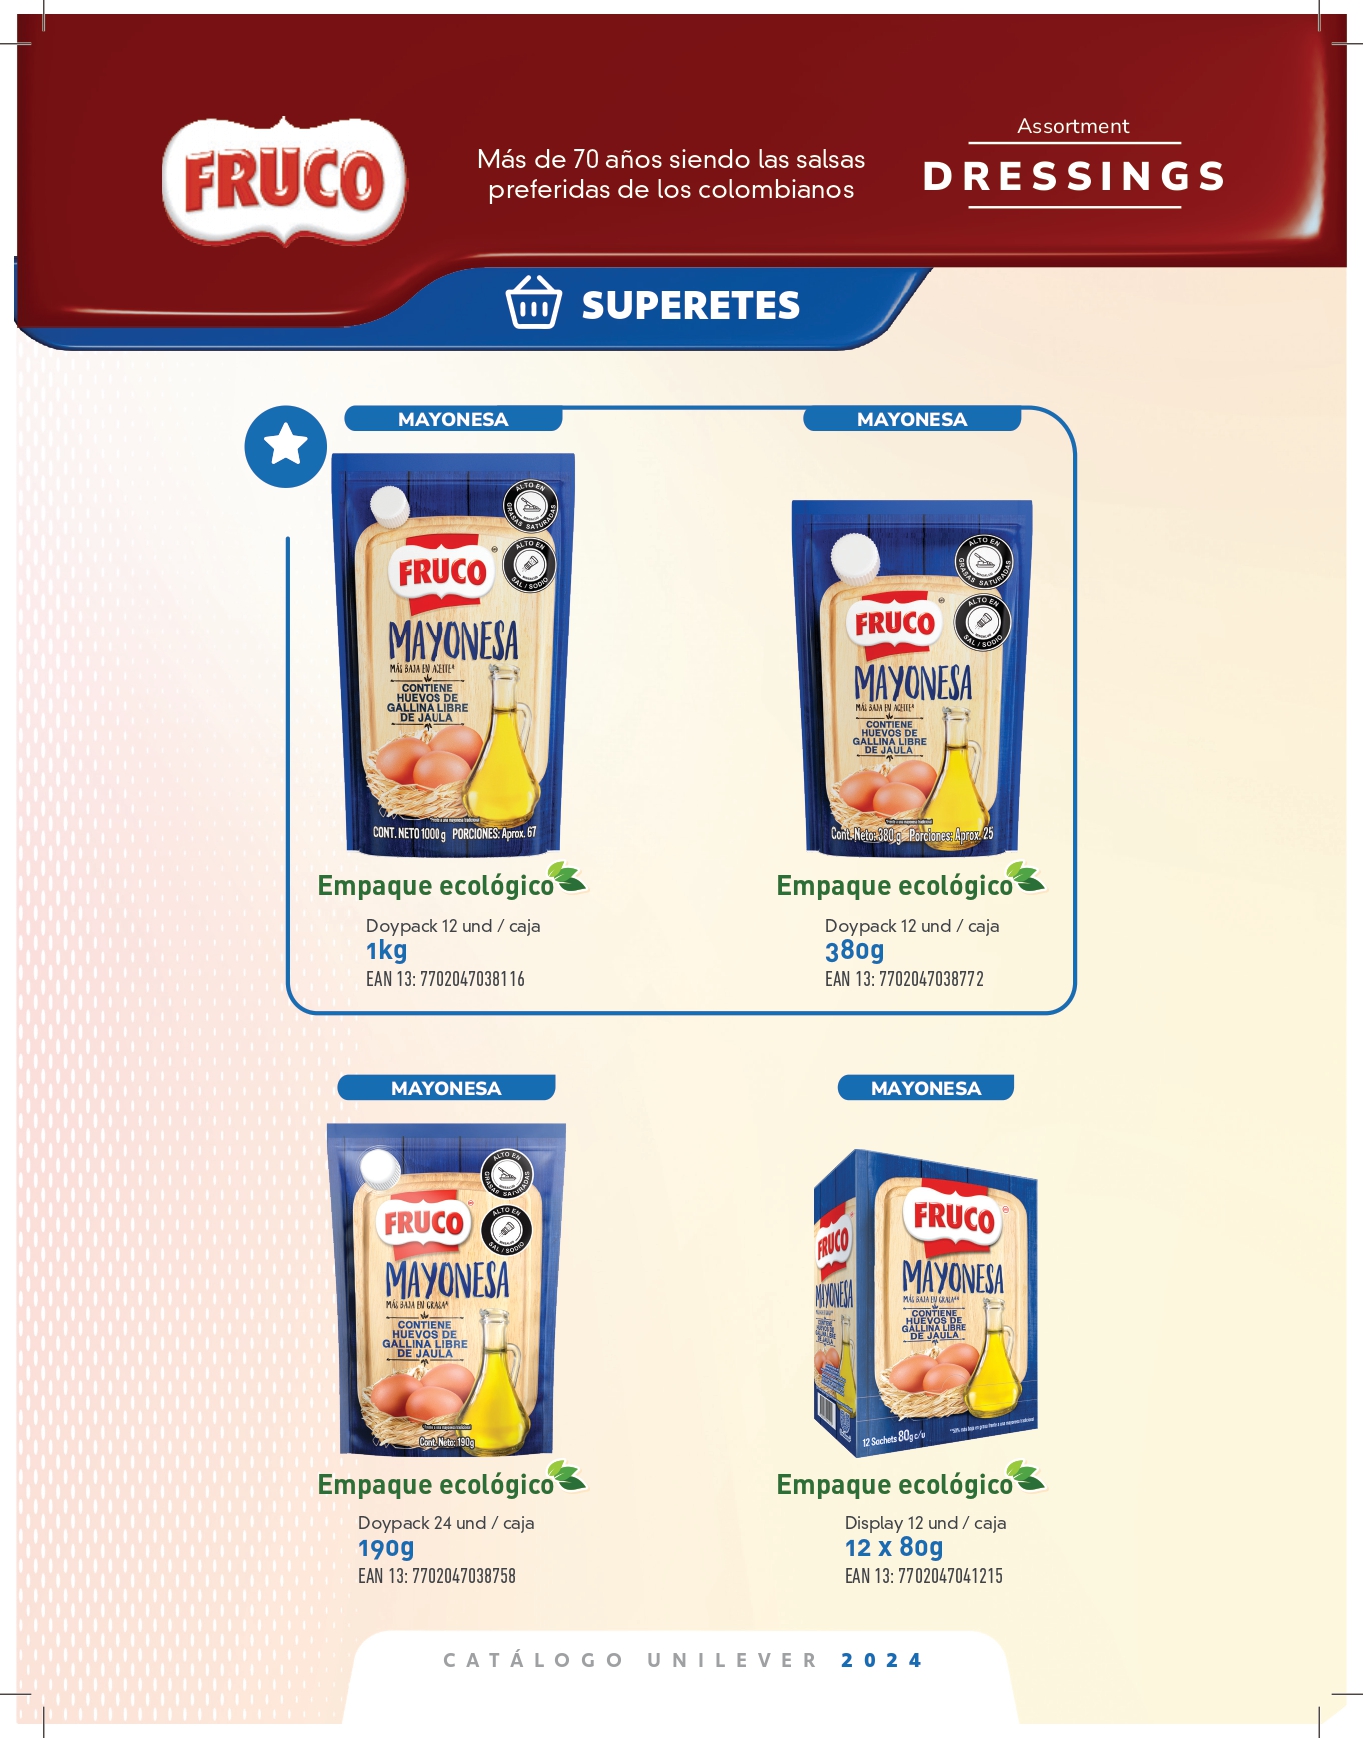 FRUCO
Más de 70 años siendo las salsas
preferidas de los colombianos
Assortment
DRESSINGS
SUPERETES
MAYONESA
ALTO EN
GRASAS SATURADAS
ALTO EN
SAL / SODIO
FRUCO
MAYONESA
MÁS BAJA EN ACEITE*
CONTIENE
HUEVOS DE
GALLINA LIBRE
DE JAULA
CONT. NETO 1000 g PORCIONES: Aprox. 67
Empaque ecológico
Doypack 12 und / caja
1kg
EAN 13: 7702047038116
MAYONESA
ALTO EN
GRASAS SATURADAS
ALTO EN
SAL / SODIO
FRUCO
MAYONESA
MÁS BAJA EN ACEITE*
CONTIENE
HUEVOS DE
GALLINA LIBRE
DE JAULA
Cont. Neto: 380 g Porciones: Aprox. 25
Empaque ecológico
Doypack 12 und / caja
380g
EAN 13: 7702047038772
MAYONESA
ALTO EN
GRASAS SATURADAS
ALTO EN
SAL / SODIO
FRUCO
MAYONESA
MÁS BAJA EN GRASA*
CONTIENE
HUEVOS DE
GALLINA LIBRE
DE JAULA
Cont. Neto: 190g
Empaque ecológico
Doypack 24 und / caja
190g
EAN 13: 7702047038758
MAYONESA
FRUCO
MAYONESA
FRUCO
MAYONESA
MÁS BAJA EN GRASA**
CONTIENE
HUEVOS DE
GALLINA LIBRE
DE JAULA
12 Sachets 80g c/u
Empaque ecológico
Display 12 und / caja
12 x 80g
EAN 13: 7702047041215
CATÁLOGO UNILEVER 2024